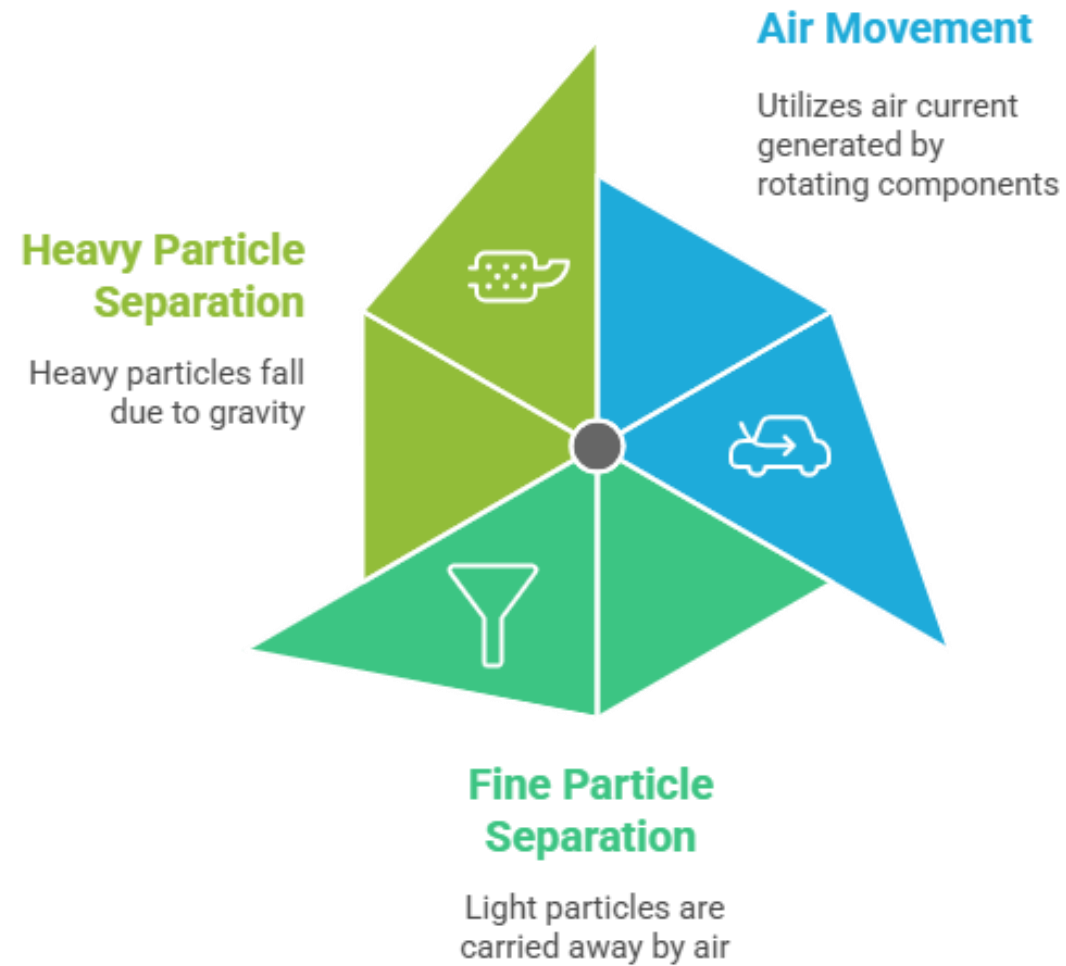 Air Movement
Utilizes air current
generated by
rotating components
Heavy Particle
Separation
Heavy particles fall
due to gravity
Fine Particle
Separation
Light particles are
carried away by air